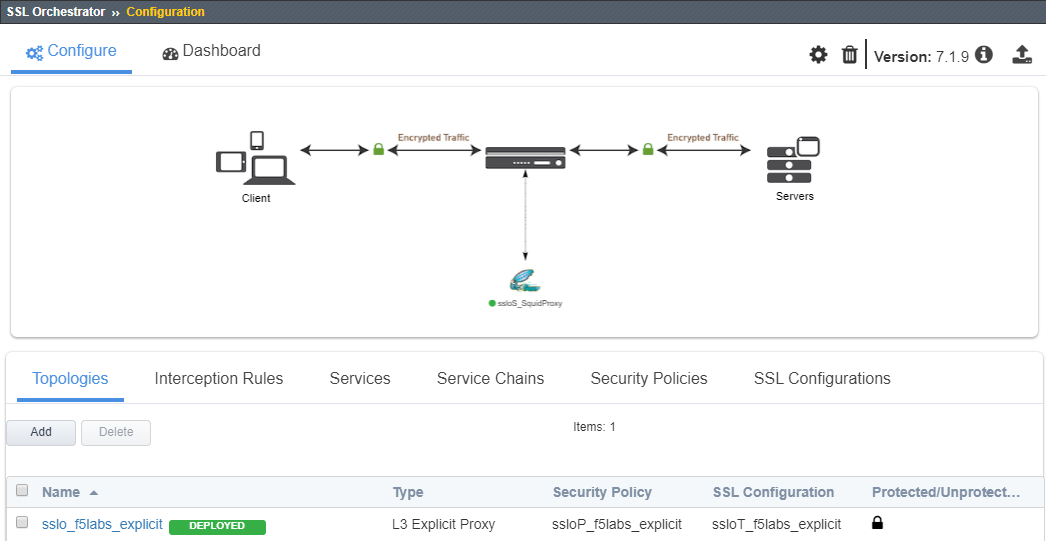 SSL Orchestrator ›› Configuration
Configure Dashboard Version: 7.1.9
Encrypted Traffic Encrypted Traffic
Client Servers
ssloS_SquidProxy
Topologies Interception Rules Services Service Chains Security Policies SSL Configurations
Add Delete Items: 1
Name Type Security Policy SSL Configuration Protected/Unprotect...
sslo_f5labs_explicit DEPLOYED L3 Explicit Proxy ssloP_f5labs_explicit ssloT_f5labs_explicit